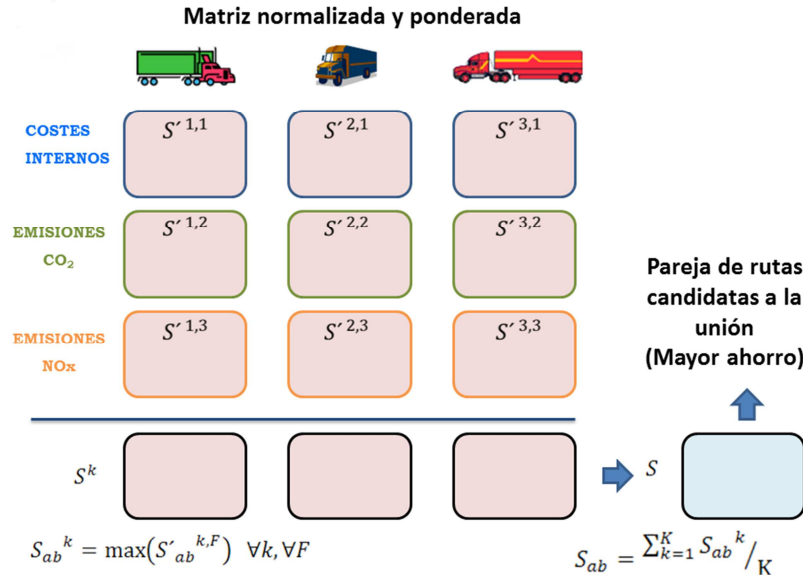 Matriz normalizada y ponderada
COSTES
INTERNOS
S′ 1,1
S′ 2,1
S′ 3,1
EMISIONES
CO₂
S′ 1,2
S′ 2,2
S′ 3,2
EMISIONES
NOx
S′ 1,3
S′ 2,3
S′ 3,3
Pareja de rutas
candidatas a la
unión
(Mayor ahorro)
Sᵏ
S
S_ab^k = max(S′_ab^k,F) ∀k, ∀F
S_ab = ∑_{k=1}^{K} S_ab^k / K